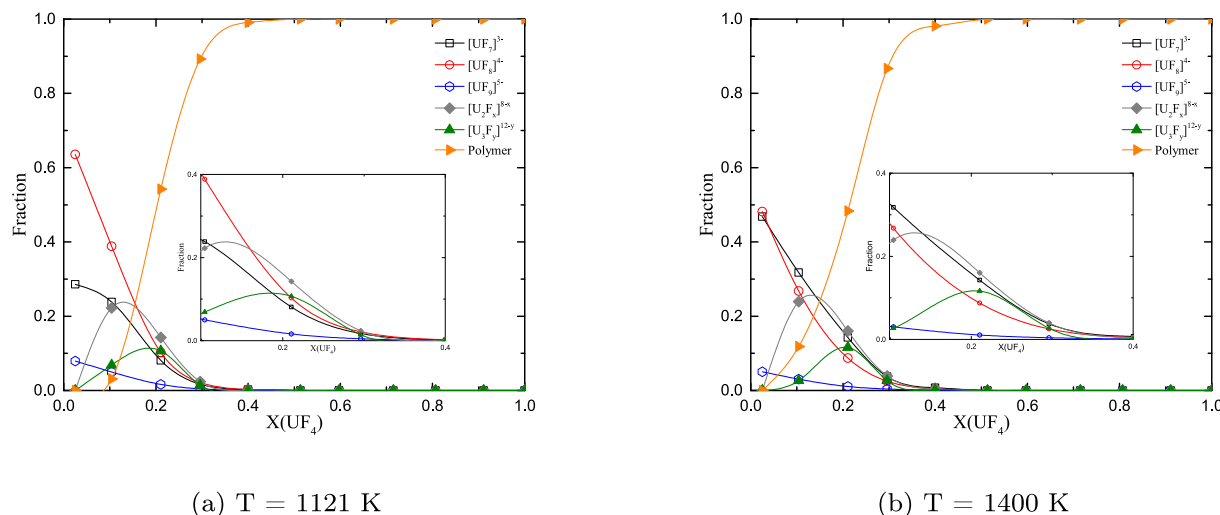 1.0
0.8
0.6
0.4
0.2
0.0
Fraction
[UF₇]³⁻
[UF₈]⁴⁻
[UF₉]⁵⁻
[U₂Fₓ]⁸⁻ˣ
[U₃F_y]¹²⁻ʸ
Polymer
0.4
0.2
0.0
Fraction
0.2 0.4
X(UF₄)
0.0 0.2 0.4 0.6 0.8 1.0
X(UF₄)
(a) T = 1121 K
1.0
0.8
0.6
0.4
0.2
0.0
Fraction
[UF₇]³⁻
[UF₈]⁴⁻
[UF₉]⁵⁻
[U₂Fₓ]⁸⁻ˣ
[U₃F_y]¹²⁻ʸ
Polymer
0.4
0.2
0.0
Fraction
0.2 0.4
X(UF₄)
0.0 0.2 0.4 0.6 0.8 1.0
X(UF₄)
(b) T = 1400 K